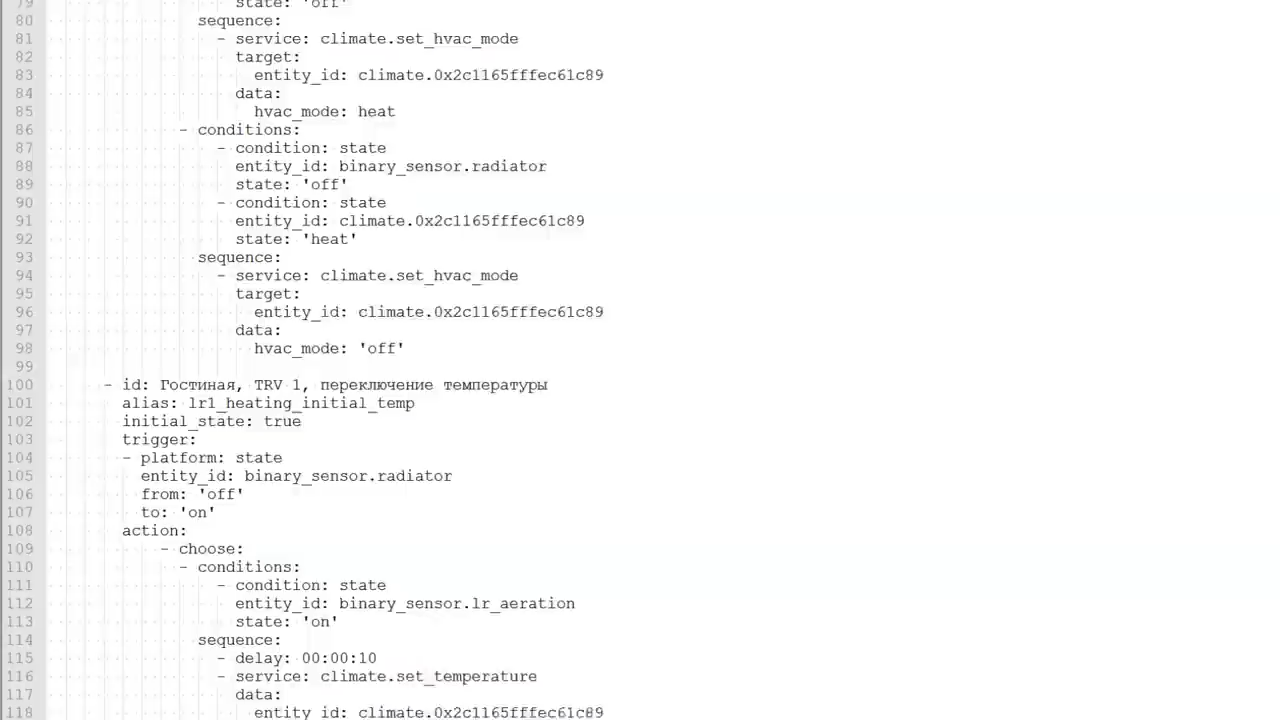 79 state: 'off'
80 sequence:
81 - service: climate.set_hvac_mode
82 target:
83 entity_id: climate.0x2c1165fffec61c89
84 data:
85 hvac_mode: heat
86 - conditions:
87 - condition: state
88 entity_id: binary_sensor.radiator
89 state: 'off'
90 - condition: state
91 entity_id: climate.0x2c1165fffec61c89
92 state: 'heat'
93 sequence:
94 - service: climate.set_hvac_mode
95 target:
96 entity_id: climate.0x2c1165fffec61c89
97 data:
98 hvac_mode: 'off'
99
100 - id: Гостиная, TRV 1, переключение температуры
101 alias: lr1_heating_initial_temp
102 initial_state: true
103 trigger:
104 - platform: state
105 entity_id: binary_sensor.radiator
106 from: 'off'
107 to: 'on'
108 action:
109 - choose:
110 - conditions:
111 - condition: state
112 entity_id: binary_sensor.lr_aeration
113 state: 'on'
114 sequence:
115 - delay: 00:00:10
116 - service: climate.set_temperature
117 data:
118 entity_id: climate.0x2c1165fffec61c89